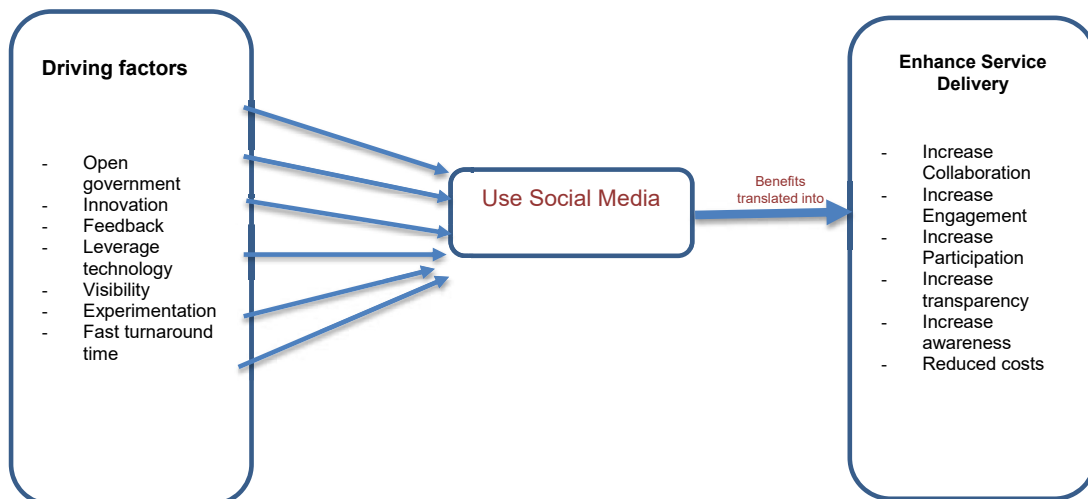 Driving factors
- Open
government
- Innovation
- Feedback
- Leverage
technology
- Visibility
- Experimentation
- Fast turnaround
time
Use Social Media
Benefits
translated into
Enhance Service
Delivery
- Increase
Collaboration
- Increase
Engagement
- Increase
Participation
- Increase
transparency
- Increase
awareness
- Reduced costs